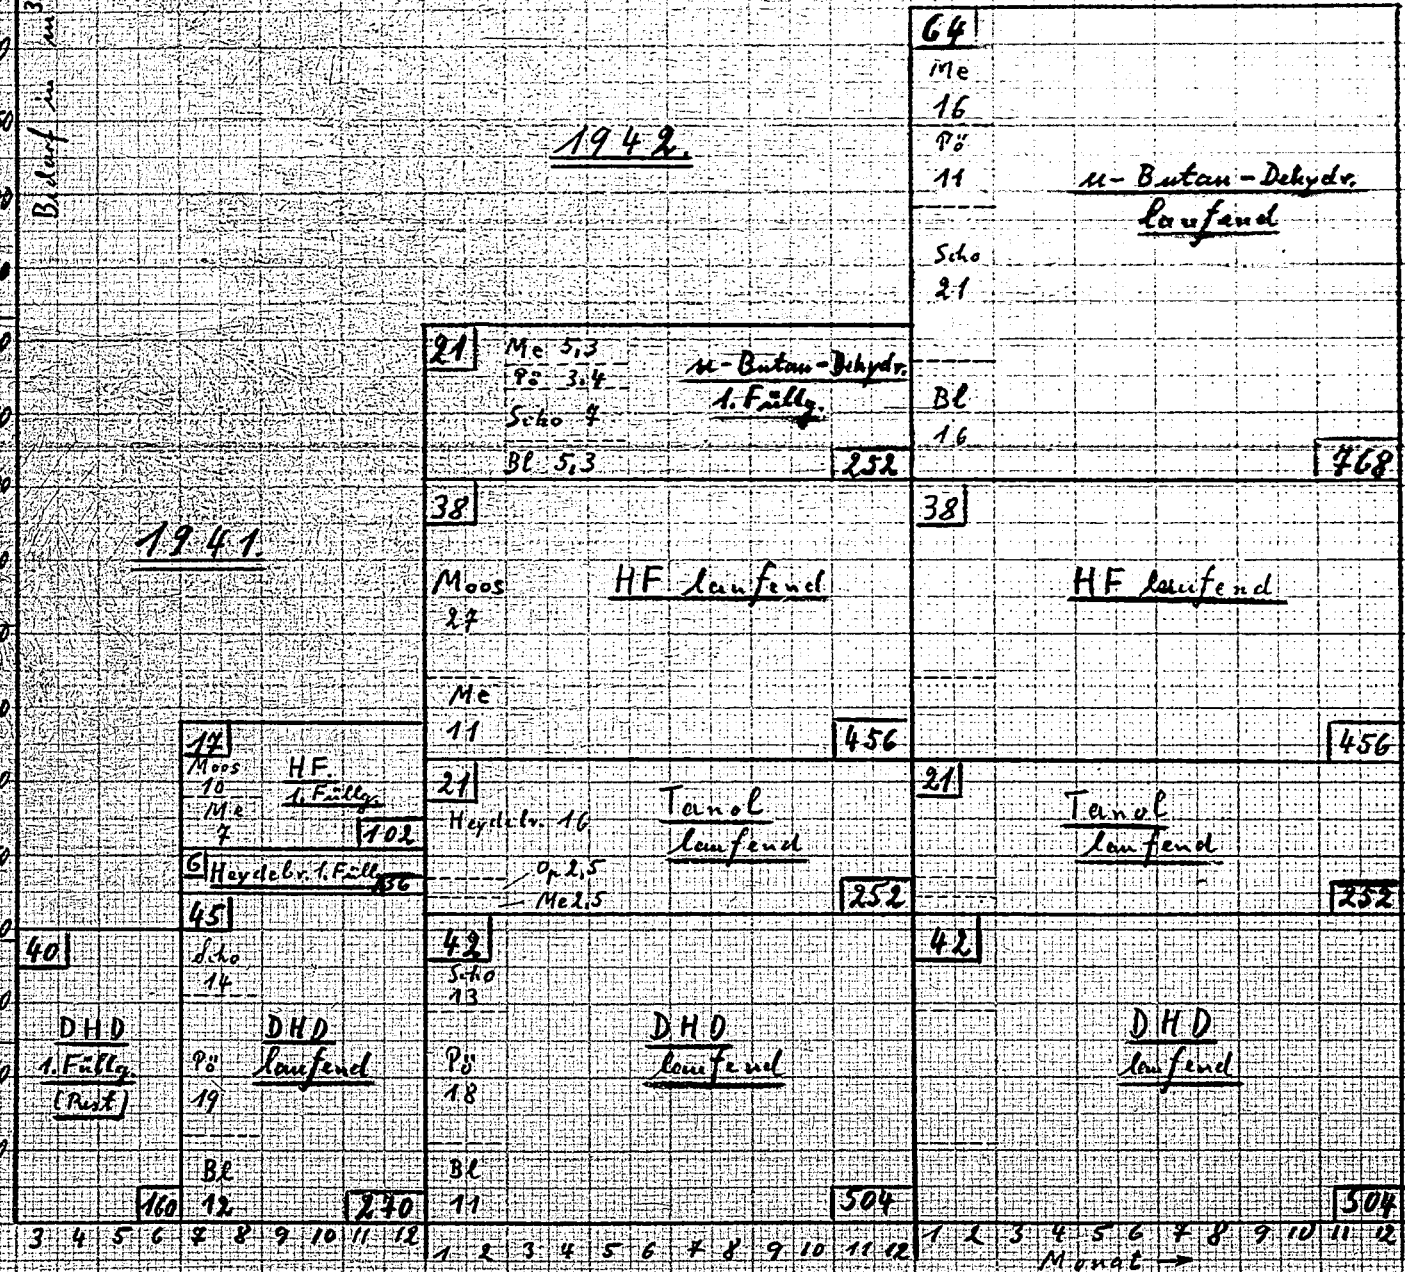 Bedarf in m3
1942.
64
Me
16
Pö
11
Scho
21
Bl
16
n-Butan-Dehydr.
laufend
768
21
Me 5,3
Pö 3,4
Scho 7
Bl 5,3
n-Butan-Dehydr.
1. Füllg.
252
1941.
38
Moos
27
Me
11
HF laufend
456
38
HF laufend
456
17
Moos
10
Me
7
HF.
1. Füllg.
102
21
Heydebr. 16
Op 2,5
Me 2,5
Tanol
laufend
252
21
Tanol
laufend
252
6
Heydebr. 1. Füll
36
40
DHD
1. Füllg.
(Rest)
160
45
Scho
14
Pö
19
Bl
12
DHD
laufend
270
42
Scho
13
Pö
18
Bl
11
DHD
laufend
504
42
DHD
laufend
504
3 4 5 6 7 8 9 10 11 12 1 2 3 4 5 6 7 8 9 10 11 12 1 2 3 4 5 6 7 8 9 10 11 12
Monat →